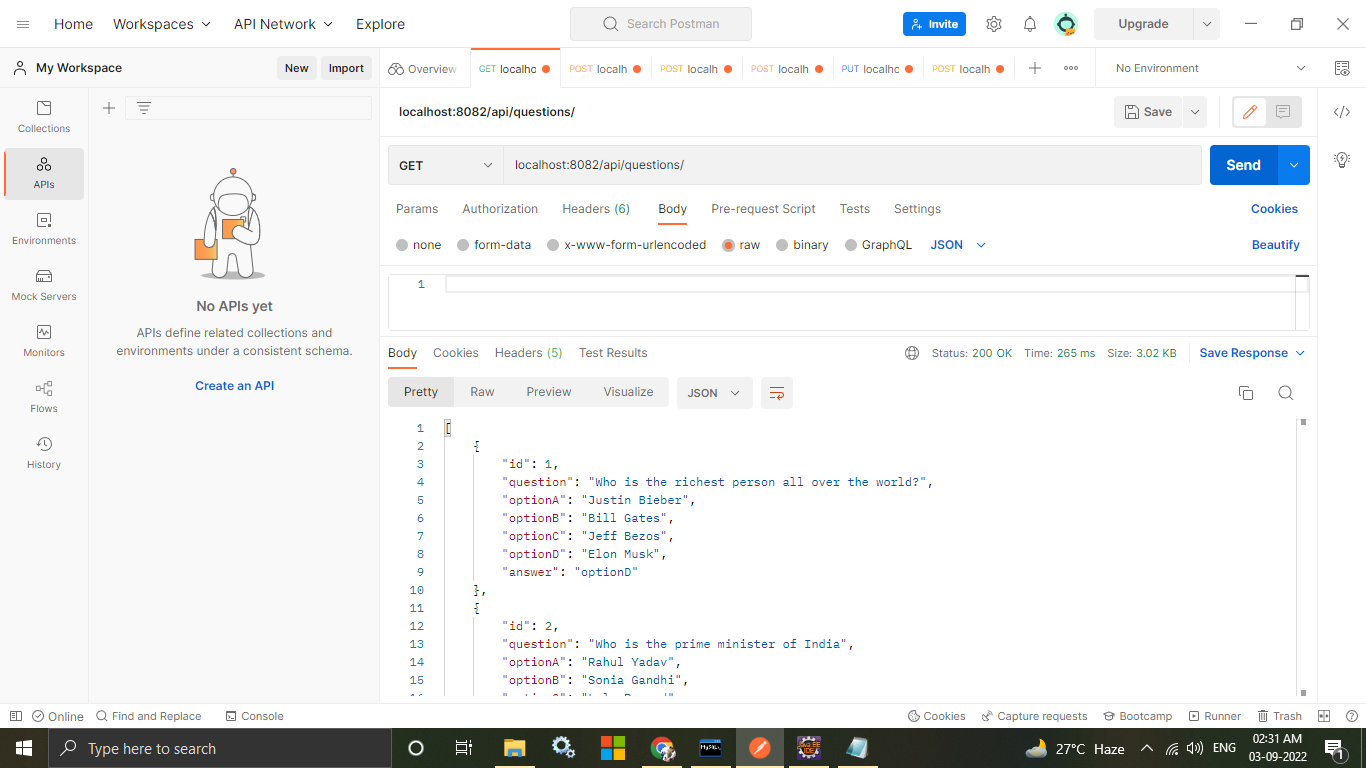 Home Workspaces API Network Explore Search Postman Invite Upgrade
My Workspace New Import Overview GET localhc POST localh POST localh POST localh PUT localhc POST localh No Environment
Collections
APIs
Environments
Mock Servers
Monitors
Flows
History
No APIs yet
APIs define related collections and
environments under a consistent schema.
Create an API
localhost:8082/api/questions/ Save
GET localhost:8082/api/questions/ Send
Params Authorization Headers (6) Body Pre-request Script Tests Settings Cookies
none form-data x-www-form-urlencoded raw binary GraphQL JSON Beautify
1
Body Cookies Headers (5) Test Results Status: 200 OK Time: 265 ms Size: 3.02 KB Save Response
Pretty Raw Preview Visualize JSON
1 [
2 {
3 "id": 1,
4 "question": "Who is the richest person all over the world?",
5 "optionA": "Justin Bieber",
6 "optionB": "Bill Gates",
7 "optionC": "Jeff Bezos",
8 "optionD": "Elon Musk",
9 "answer": "optionD"
10 },
11 {
12 "id": 2,
13 "question": "Who is the prime minister of India",
14 "optionA": "Rahul Yadav",
15 "optionB": "Sonia Gandhi",
Online Find and Replace Console Cookies Capture requests Bootcamp Runner Trash
Type here to search 27°C Haze ENG 02:31 AM
03-09-2022 1